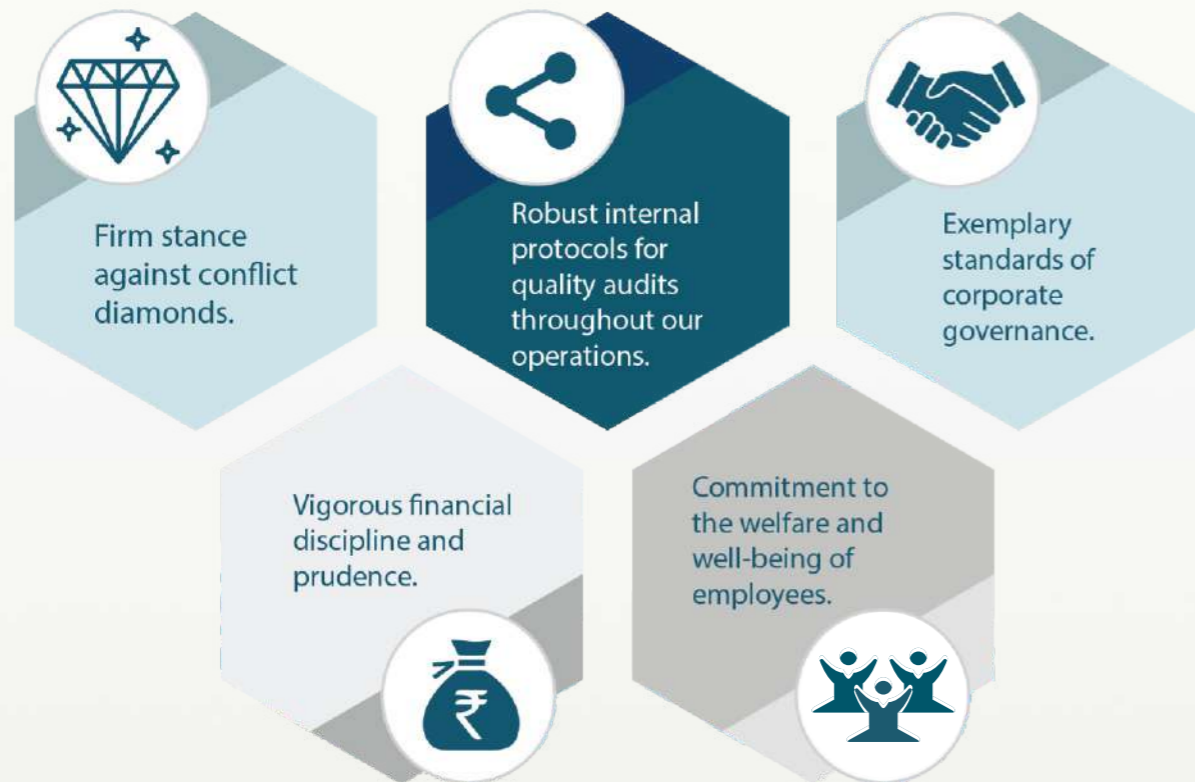 Firm stance
against conflict
diamonds.
Robust internal
protocols for
quality audits
throughout our
operations.
Exemplary
standards of
corporate
governance.
Vigorous financial
discipline and
prudence.
₹
Commitment to
the welfare and
well-being of
employees.